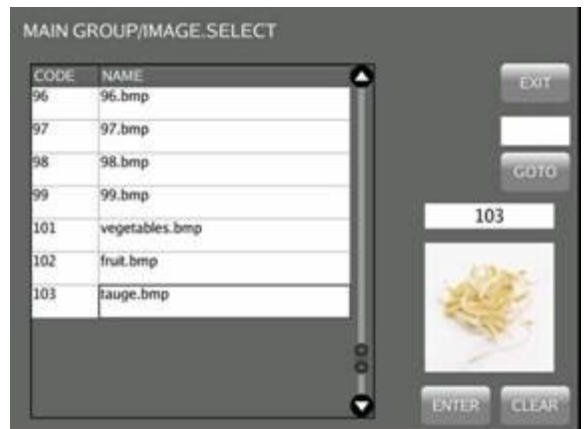 MAIN GROUP/IMAGE.SELECT
CODE NAME
96 96.bmp
97 97.bmp
98 98.bmp
99 99.bmp
101 vegetables.bmp
102 fruit.bmp
103 tauge.bmp
EXIT
GOTO
103
ENTER CLEAR